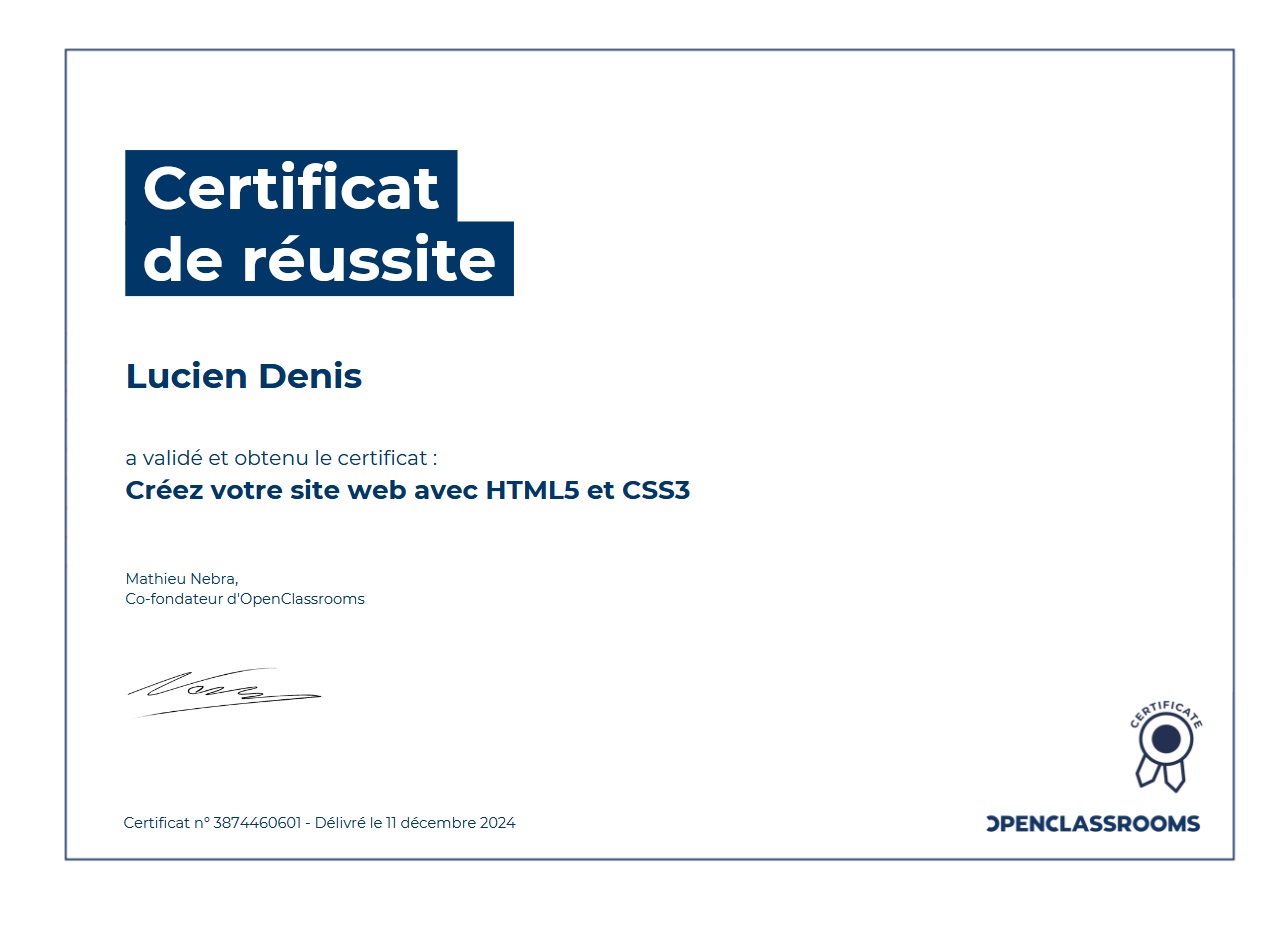 Certificat
de réussite
Lucien Denis
a validé et obtenu le certificat :
Créez votre site web avec HTML5 et CSS3
Mathieu Nebra,
Co-fondateur d'OpenClassrooms
CERTIFICATE
Certificat n° 3874460601 - Délivré le 11 décembre 2024
OPENCLASSROOMS